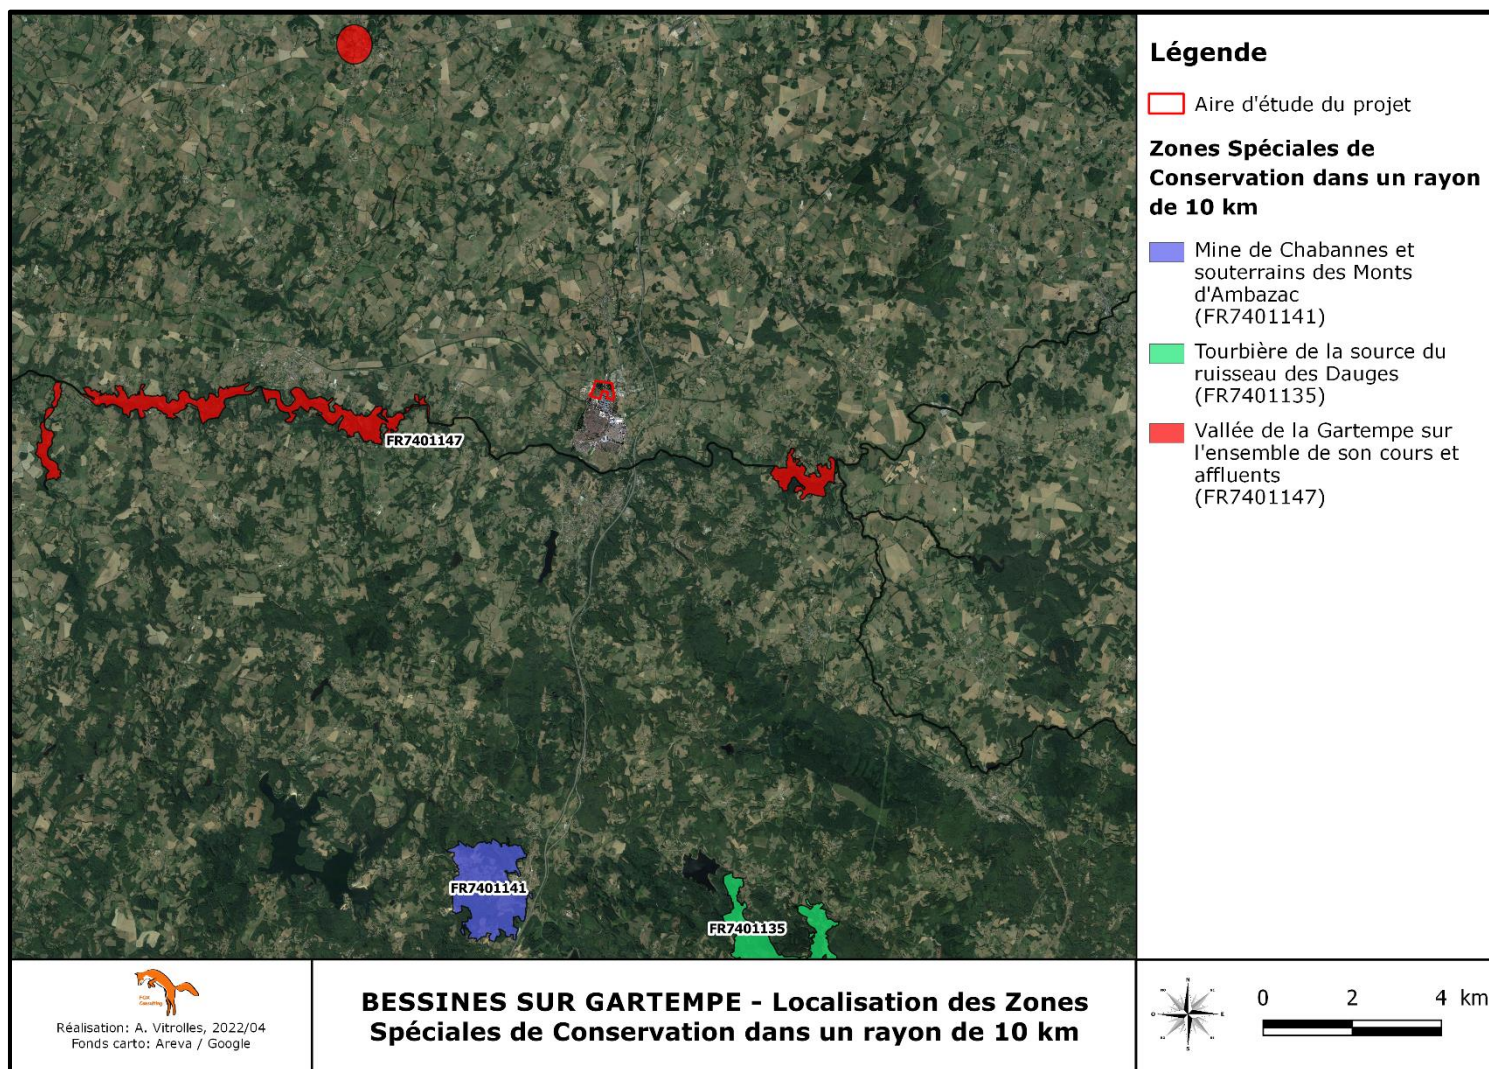 Légende
Aire d'étude du projet
Zones Spéciales de
Conservation dans un rayon
de 10 km
Mine de Chabannes et
souterrains des Monts
d'Ambazac
(FR7401141)
Tourbière de la source du
ruisseau des Dauges
(FR7401135)
Vallée de la Gartempe sur
l'ensemble de son cours et
affluents
(FR7401147)
FR7401147
FR7401141
FR7401135
FOX
Consulting
Réalisation: A. Vitrolles, 2022/04
Fonds carto: Areva / Google
BESSINES SUR GARTEMPE - Localisation des Zones
Spéciales de Conservation dans un rayon de 10 km
N
E
S
O
0 2 4 km